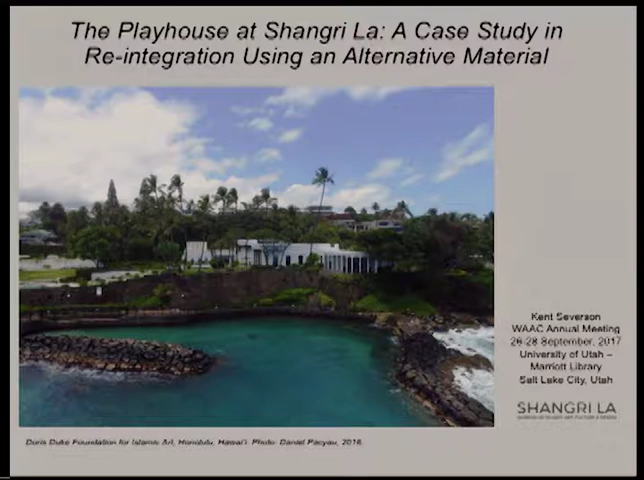 The Playhouse at Shangri La: A Case Study in
Re-integration Using an Alternative Material
Kent Severson
WAAC Annual Meeting
26-28 September, 2017
University of Utah –
Marriott Library
Salt Lake City, Utah
SHANGRI LA
Doris Duke Foundation for Islamic Art, Honolulu, Hawai'i. Photo: Daniel Pacyau, 2016.